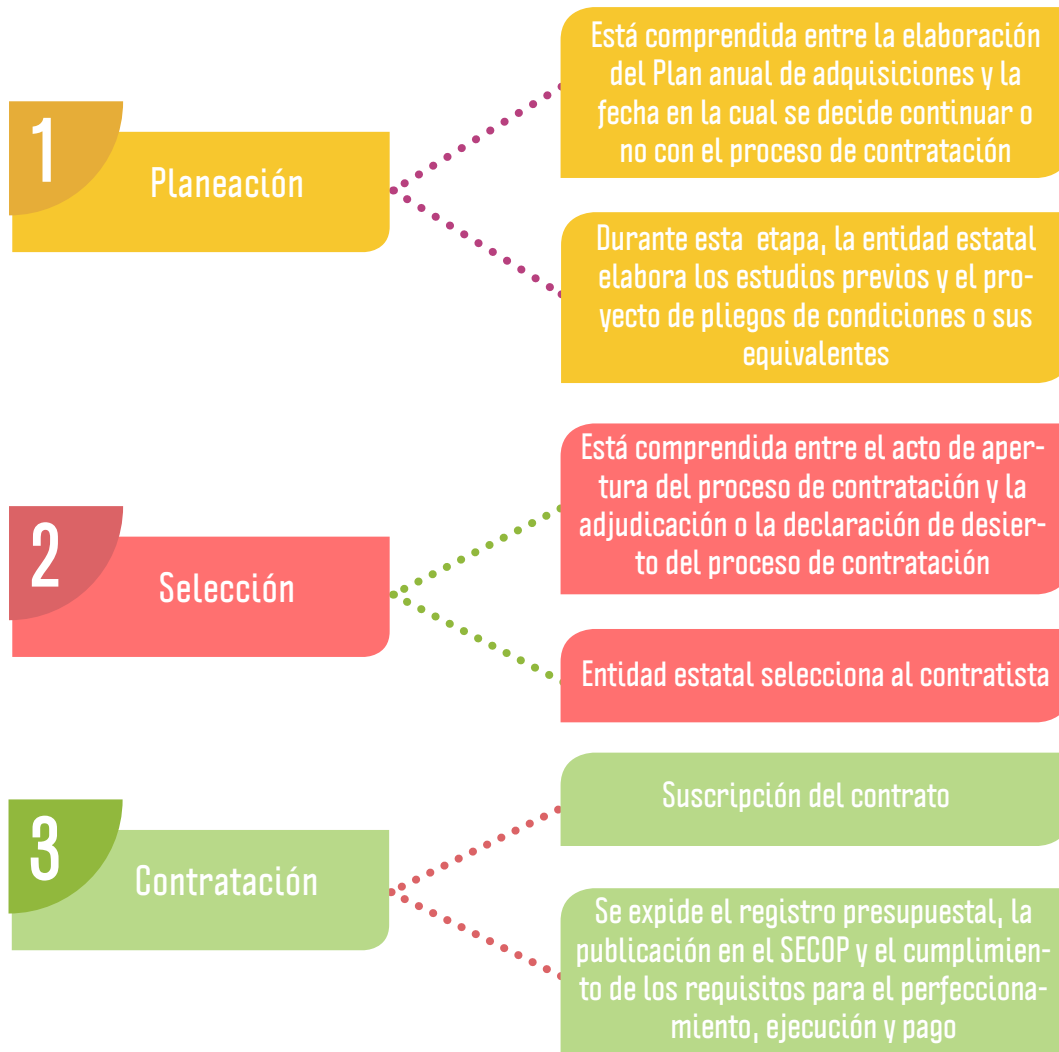 1
Planeación
Está comprendida entre la elaboración
del Plan anual de adquisiciones y la
fecha en la cual se decide continuar o
no con el proceso de contratación
Durante esta etapa, la entidad estatal
elabora los estudios previos y el pro-
yecto de pliegos de condiciones o sus
equivalentes
2
Selección
Está comprendida entre el acto de aper-
tura del proceso de contratación y la
adjudicación o la declaración de desier-
to del proceso de contratación
Entidad estatal selecciona al contratista
3
Contratación
Suscripción del contrato
Se expide el registro presupuestal, la
publicación en el SECOP y el cumplimien-
to de los requisitos para el perfecciona-
miento, ejecución y pago